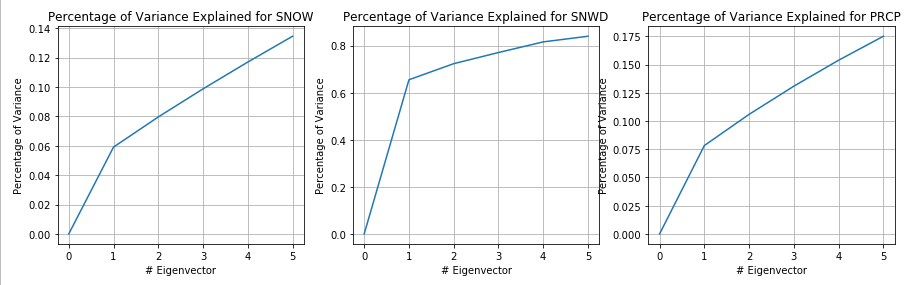 Percentage of Variance Explained for SNOW
0.14
0.12
0.10
0.08
0.06
0.04
0.02
0.00
Percentage of Variance
0 1 2 3 4 5
# Eigenvector
Percentage of Variance Explained for SNWD
0.8
0.6
0.4
0.2
0.0
Percentage of Variance
0 1 2 3 4 5
# Eigenvector
Percentage of Variance Explained for PRCP
0.175
0.150
0.125
0.100
0.075
0.050
0.025
0.000
Percentage of Variance
0 1 2 3 4 5
# Eigenvector